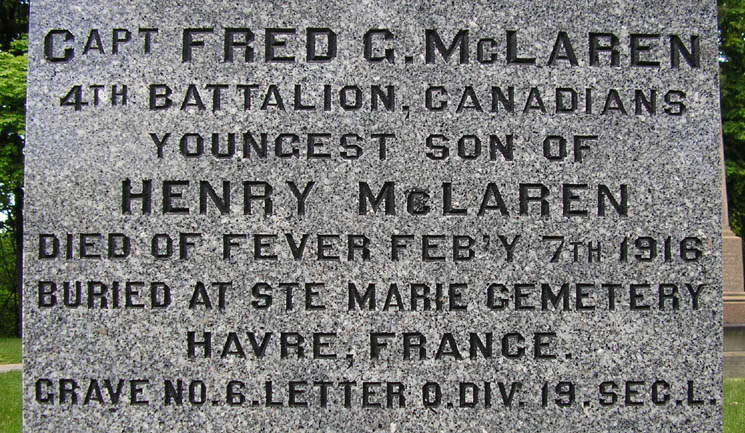 CAPT FRED G. McLAREN
4TH BATTALION, CANADIANS
YOUNGEST SON OF
HENRY McLAREN
DIED OF FEVER FEB'Y 7TH 1916
BURIED AT STE MARIE CEMETERY
HAVRE, FRANCE.
GRAVE NO. 6. LETTER O. DIV. 19. SEC. L.